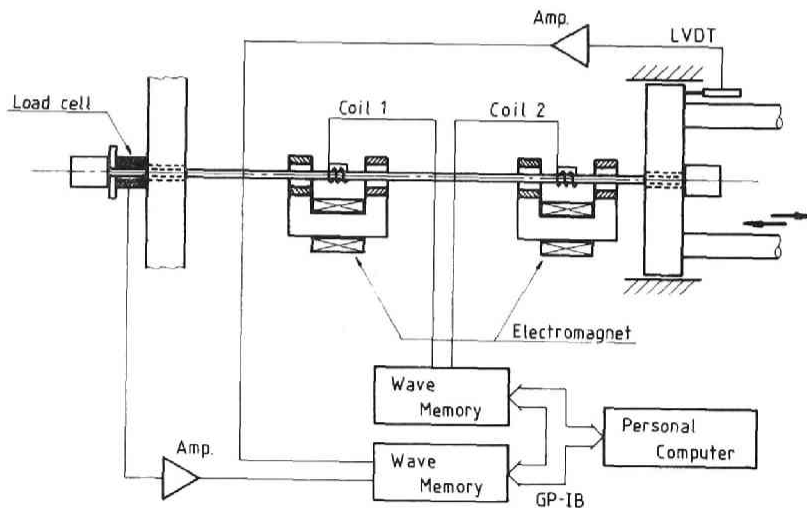 Amp.
LVDT
Load cell
Coil 1
Coil 2
Electromagnet
Wave
Memory
Personal
Computer
Amp.
Wave
Memory
GP-IB